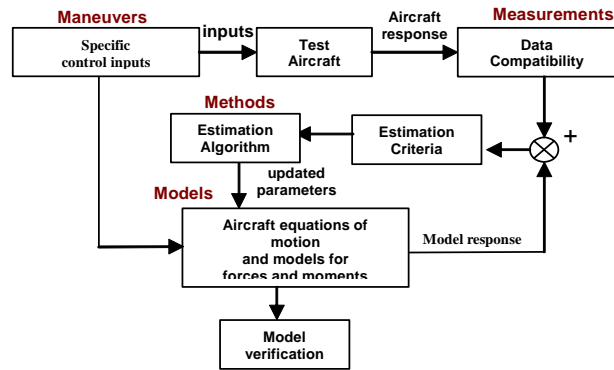 Maneuvers
Measurements
Specific
control inputs
inputs
Test
Aircraft
Aircraft
response
Data
Compatibility
+
Methods
Estimation
Algorithm
Estimation
Criteria
updated
parameters
Models
Aircraft equations of
motion
and models for
forces and moments
Model response
Model
verification